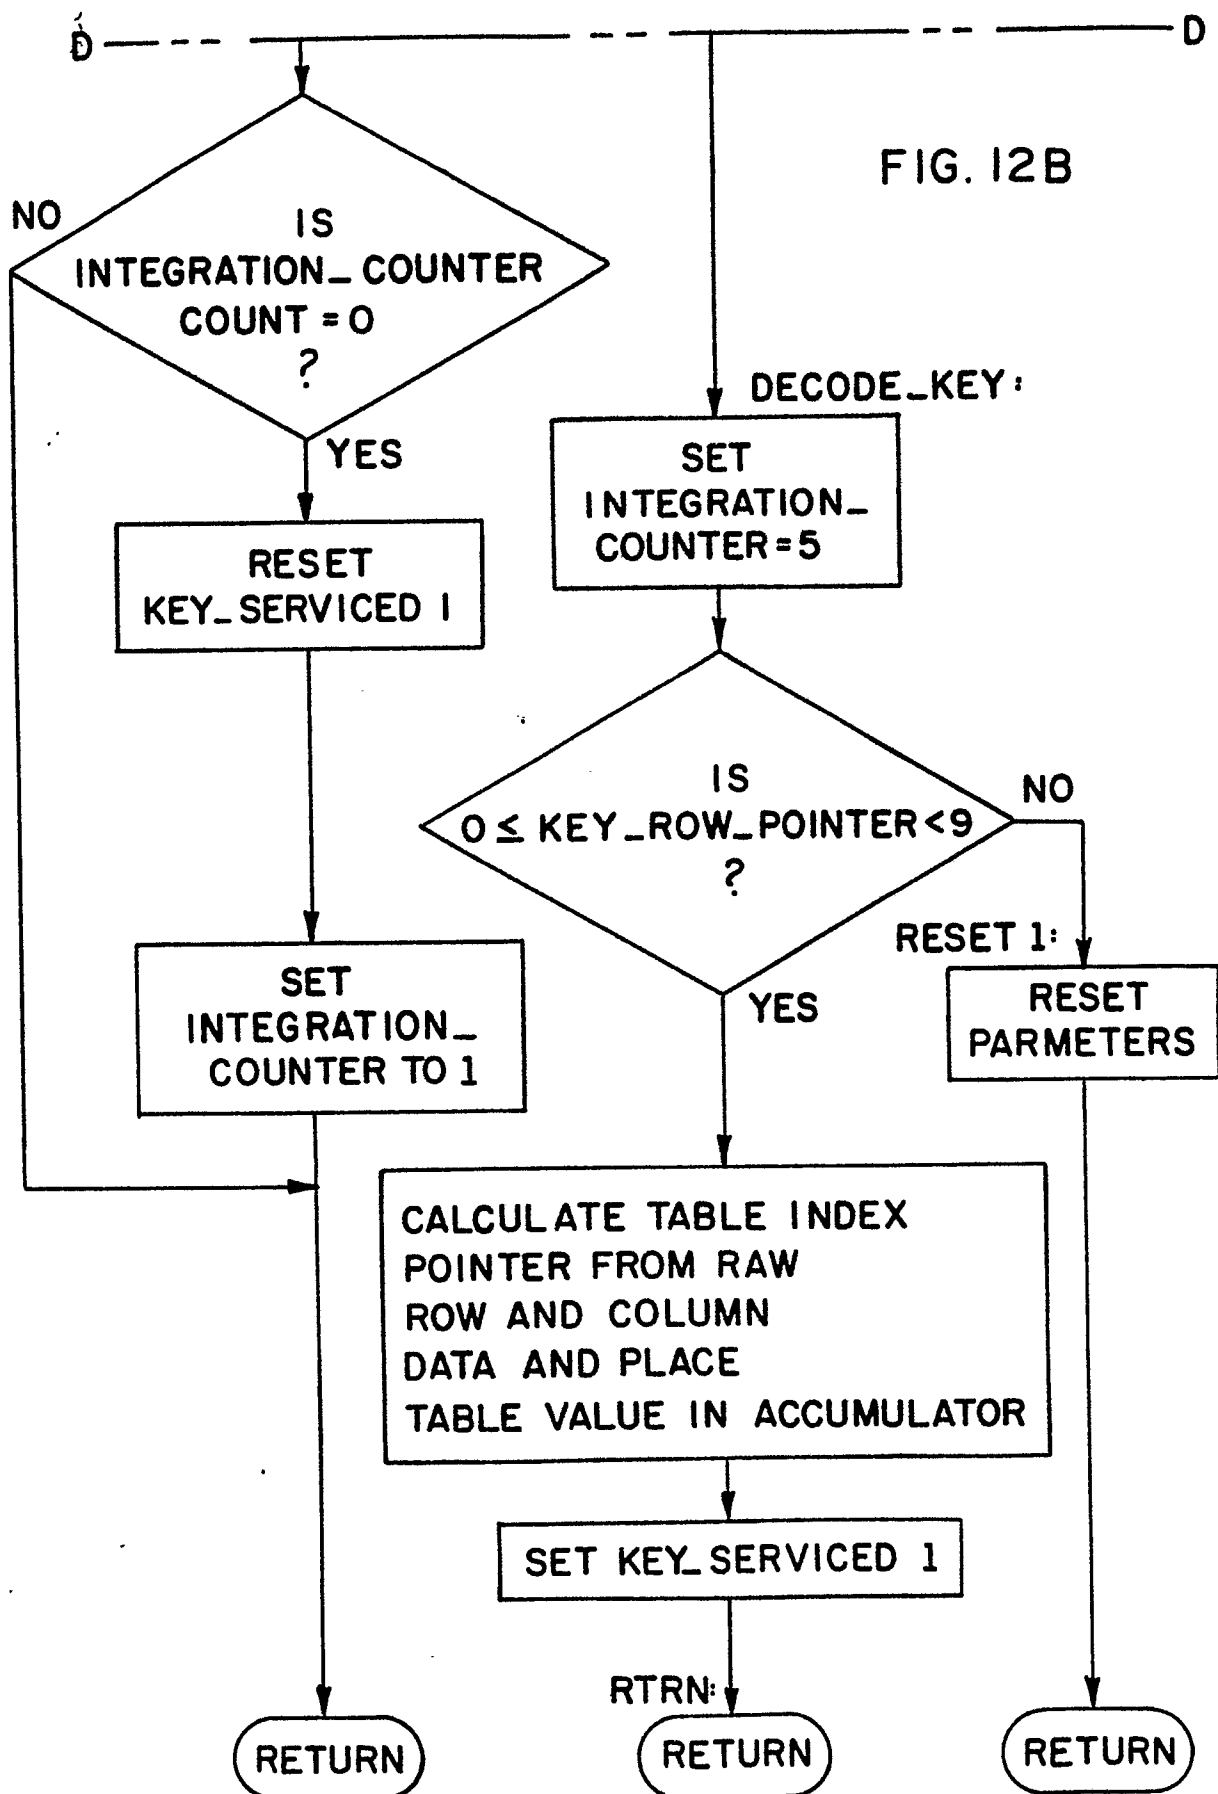 D D
FIG. 12B
NO
IS
INTEGRATION_COUNTER
COUNT = 0
?
YES
RESET
KEY_SERVICED 1
SET
INTEGRATION_
COUNTER TO 1
RETURN
DECODE_KEY:
SET
INTEGRATION_
COUNTER = 5
IS
0 ≤ KEY_ROW_POINTER < 9
?
NO
YES
RESET 1:
RESET
PARMETERS
CALCULATE TABLE INDEX
POINTER FROM RAW
ROW AND COLUMN
DATA AND PLACE
TABLE VALUE IN ACCUMULATOR
SET KEY_SERVICED 1
RTRN:
RETURN
RETURN